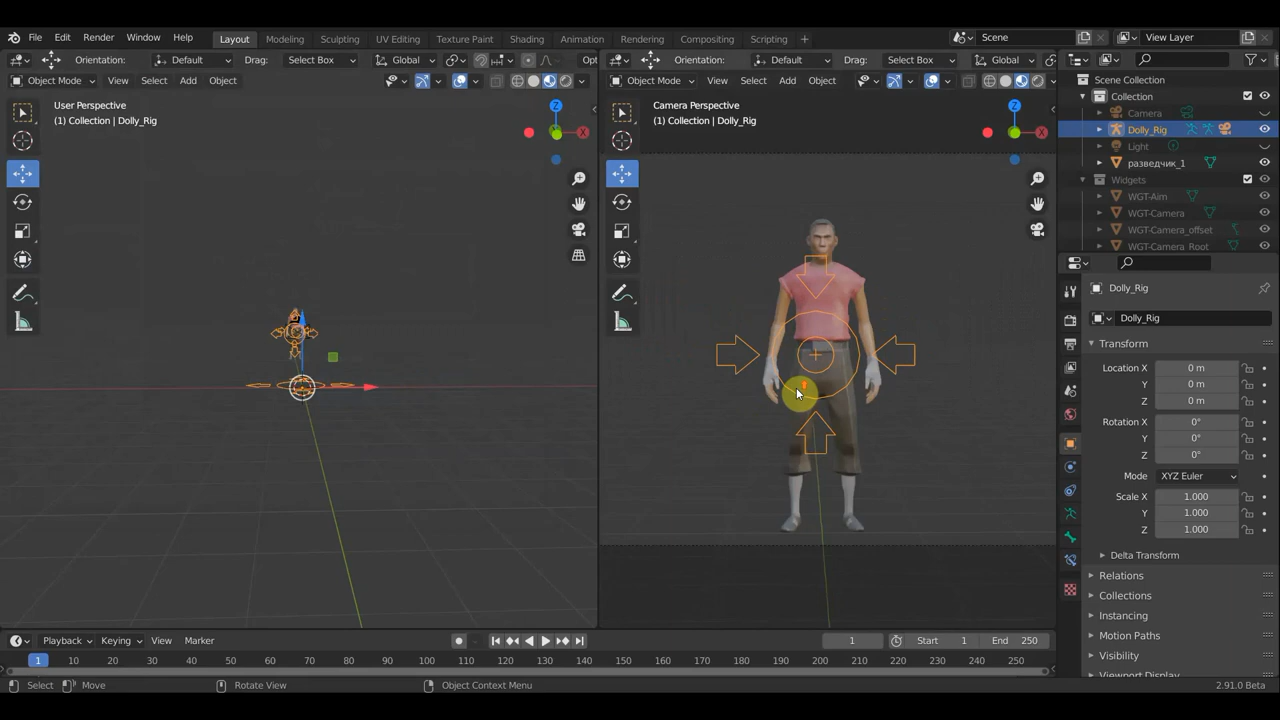 File Edit Render Window Help Layout Modeling Sculpting UV Editing Texture Paint Shading Animation Rendering Compositing Scripting + Scene View Layer
Orientation: Default Drag: Select Box Global Opt
Orientation: Default Drag: Select Box Global
Object Mode View Select Add Object
Object Mode View Select Add Object
User Perspective
(1) Collection | Dolly_Rig
Z
X
Camera Perspective
(1) Collection | Dolly_Rig
Z
X
Scene Collection
Collection
Camera
Dolly_Rig
Light
разведчик_1
Widgets
WGT-Aim
WGT-Camera
WGT-Camera_offset
WGT-Camera_Root
Dolly_Rig
Dolly_Rig
Transform
Location X 0 m
Y 0 m
Z 0 m
Rotation X 0°
Y 0°
Z 0°
Mode XYZ Euler
Scale X 1.000
Y 1.000
Z 1.000
Delta Transform
Relations
Collections
Instancing
Motion Paths
Visibility
Viewport Display
Playback Keying View Marker 1 Start 1 End 250
1 10 20 30 40 50 60 70 80 90 100 110 120 130 140 150 160 170 180 190 200 210 220 230 240 250
Select Move Rotate View Object Context Menu 2.91.0 Beta